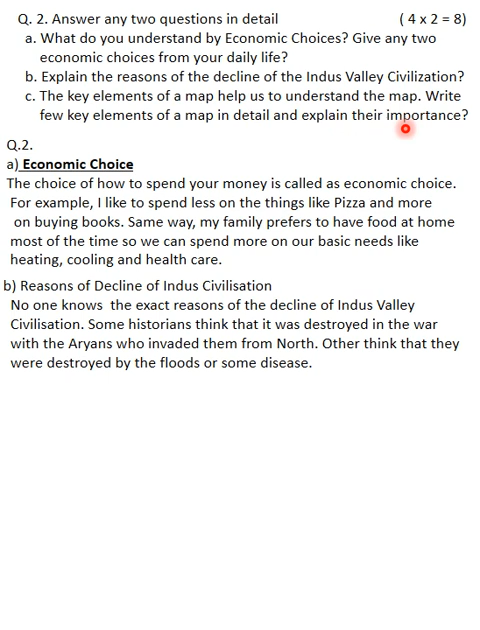 Q. 2. Answer any two questions in detail ( 4 x 2 = 8)
a. What do you understand by Economic Choices? Give any two
economic choices from your daily life?
b. Explain the reasons of the decline of the Indus Valley Civilization?
c. The key elements of a map help us to understand the map. Write
few key elements of a map in detail and explain their importance?
Q.2.
a) Economic Choice
The choice of how to spend your money is called as economic choice.
For example, I like to spend less on the things like Pizza and more
on buying books. Same way, my family prefers to have food at home
most of the time so we can spend more on our basic needs like
heating, cooling and health care.
b) Reasons of Decline of Indus Civilisation
No one knows the exact reasons of the decline of Indus Valley
Civilisation. Some historians think that it was destroyed in the war
with the Aryans who invaded them from North. Other think that they
were destroyed by the floods or some disease.